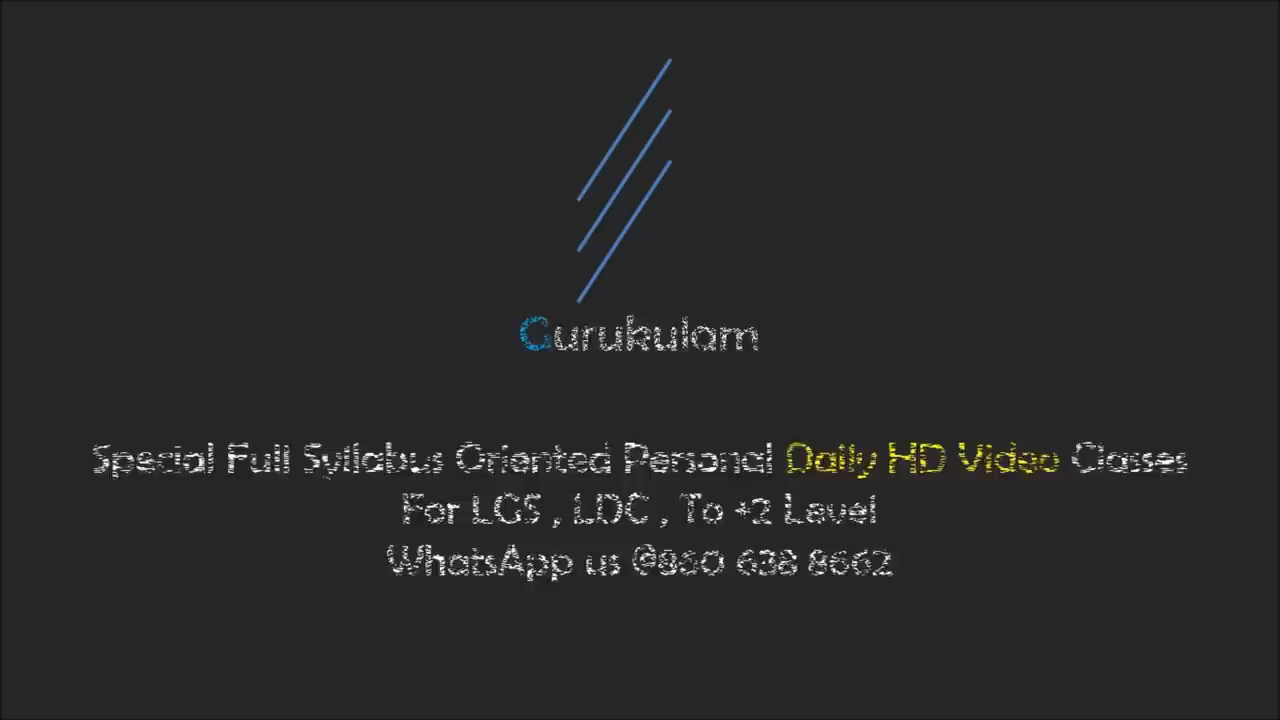 Gurukulam
Special Full Syllabus Oriented Personal Daily HD Video Classes
For LGS , LDC , To +2 Level
WhatsApp us @860 638 8662